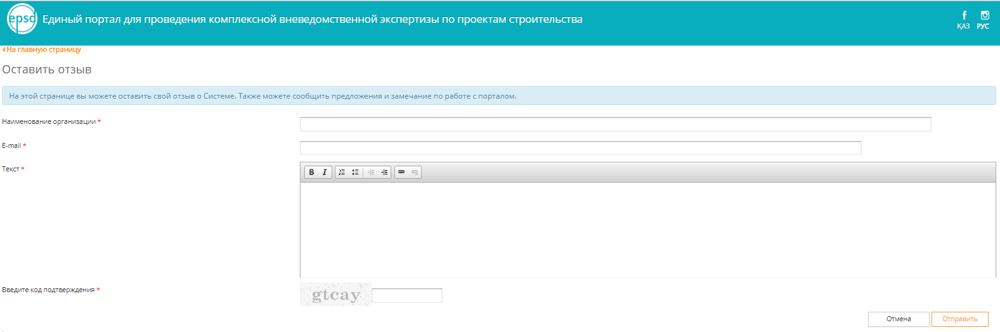 epsd Единый портал для проведения комплексной вневедомственной экспертизы по проектам строительства
ҚАЗ РУС
На главную страницу
Оставить отзыв
На этой странице вы можете оставить свой отзыв о Системе. Также можете сообщить предложения и замечание по работе с порталом.
Наименование организации *
E-mail *
Текст *
B I
Введите код подтверждения *
gtcay
Отмена Отправить